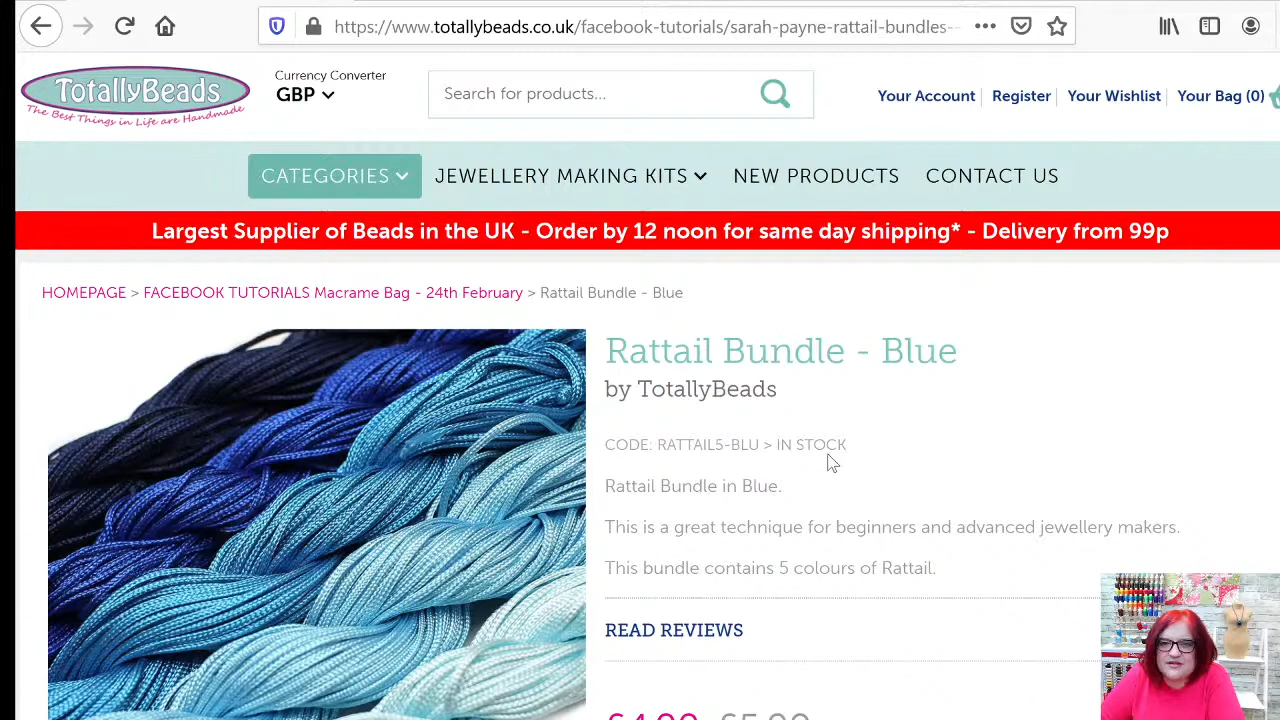 https://www.totallybeads.co.uk/facebook-tutorials/sarah-payne-rattail-bundles-
TotallyBeads
The Best Things in Life are Handmade
Currency Converter
GBP
Search for products...
Your Account
Register
Your Wishlist
Your Bag (0)
CATEGORIES
JEWELLERY MAKING KITS
NEW PRODUCTS
CONTACT US
Largest Supplier of Beads in the UK - Order by 12 noon for same day shipping* - Delivery from 99p
HOMEPAGE > FACEBOOK TUTORIALS Macrame Bag - 24th February > Rattail Bundle - Blue
Rattail Bundle - Blue
by TotallyBeads
CODE: RATTAIL5-BLU > IN STOCK
Rattail Bundle in Blue.
This is a great technique for beginners and advanced jewellery makers.
This bundle contains 5 colours of Rattail.
READ REVIEWS